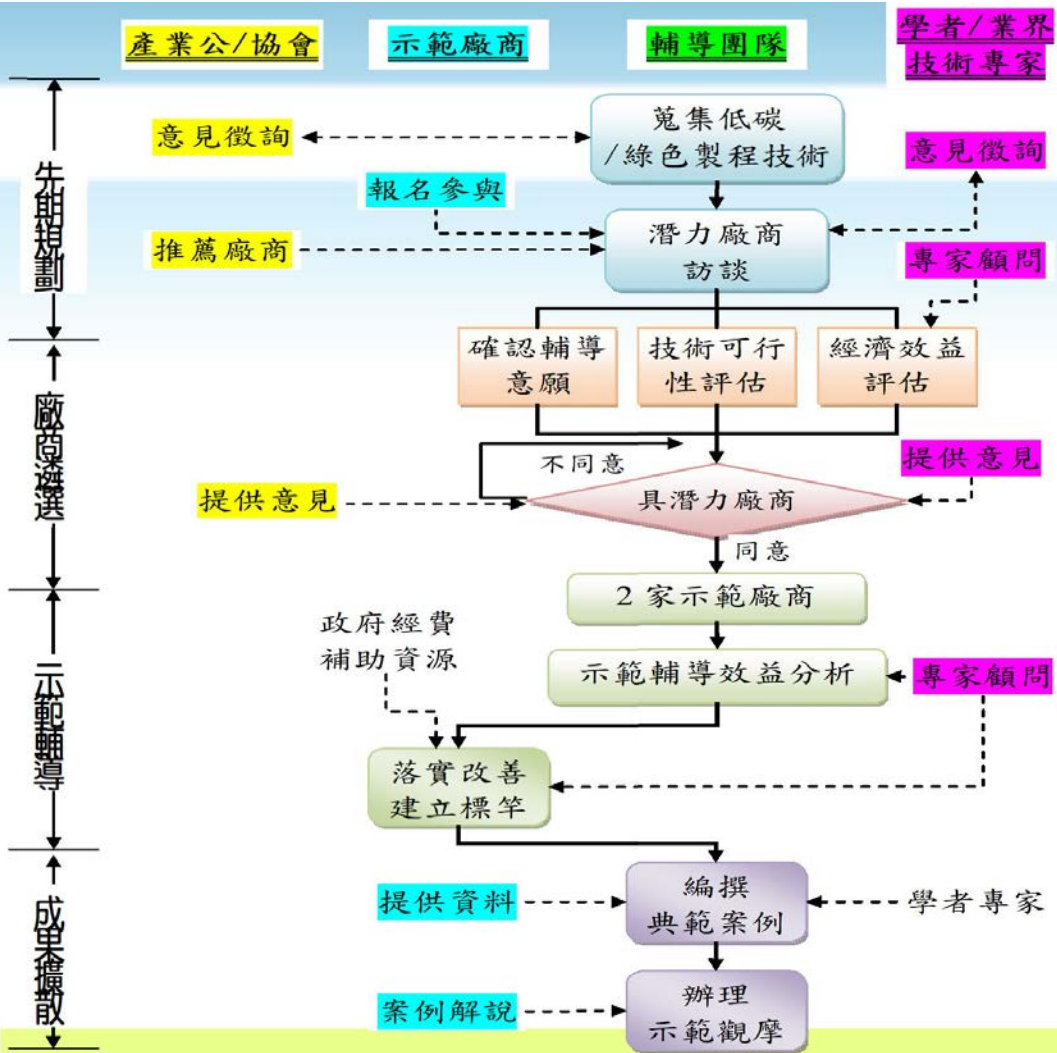 產業公/協會
示範廠商
輔導團隊
學者/業界
技術專家
先期規劃
意見徵詢
蒐集低碳
/綠色製程技術
意見徵詢
報名參與
推薦廠商
潛力廠商
訪談
專家顧問
廠商遴選
確認輔導
意願
技術可行
性評估
經濟效益
評估
不同意
提供意見
具潛力廠商
提供意見
同意
示範輔導
2 家示範廠商
政府經費
補助資源
示範輔導效益分析
專家顧問
落實改善
建立標竿
成果擴散
提供資料
編撰
典範案例
學者專家
案例解說
辦理
示範觀摩